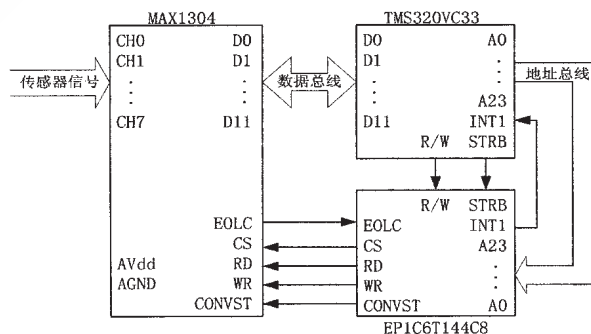 MAX1304
TMS320VC33
CH0
D0
CH1
D1
⋮
⋮
CH7
D11
传感器信号
数据总线
D0
A0
D1
⋮
⋮
A23
D11
INT1
R/W
STRB
地址总线
EOLC
CS
AVdd
RD
AGND
WR
CONVST
R/W
STRB
EOLC
INT1
CS
A23
RD
⋮
WR
CONVST
A0
EP1C6T144C8